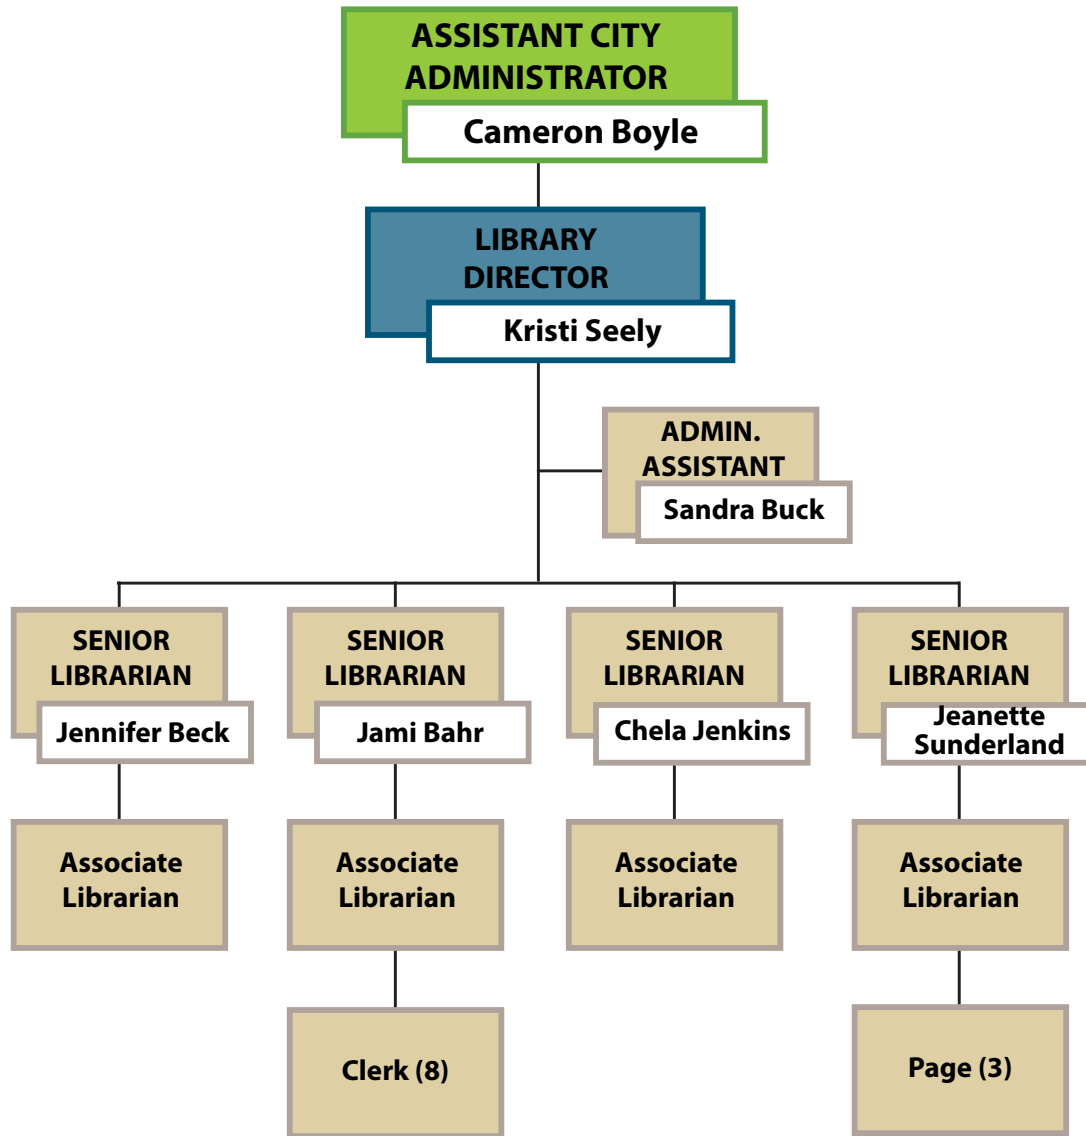 ASSISTANT CITY
ADMINISTRATOR
Cameron Boyle
LIBRARY
DIRECTOR
Kristi Seely
ADMIN.
ASSISTANT
Sandra Buck
SENIOR
LIBRARIAN
Jennifer Beck
SENIOR
LIBRARIAN
Jami Bahr
SENIOR
LIBRARIAN
Chela Jenkins
SENIOR
LIBRARIAN
Jeanette
Sunderland
Associate
Librarian
Associate
Librarian
Associate
Librarian
Associate
Librarian
Clerk (8)
Page (3)